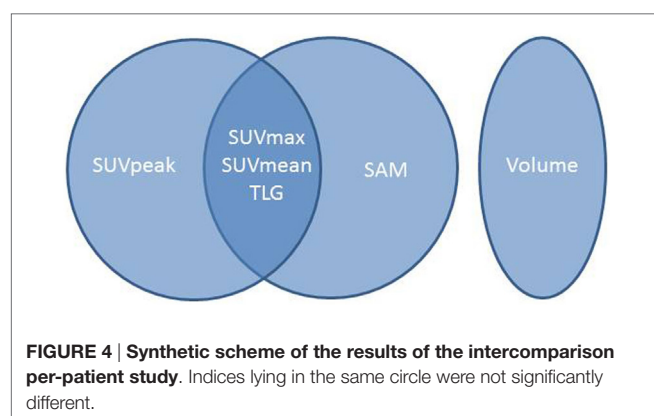 SUVpeak
SUVmax
SUVmean
TLG
SAM
Volume
FIGURE 4 | Synthetic scheme of the results of the intercomparison
per-patient study. Indices lying in the same circle were not significantly
different.